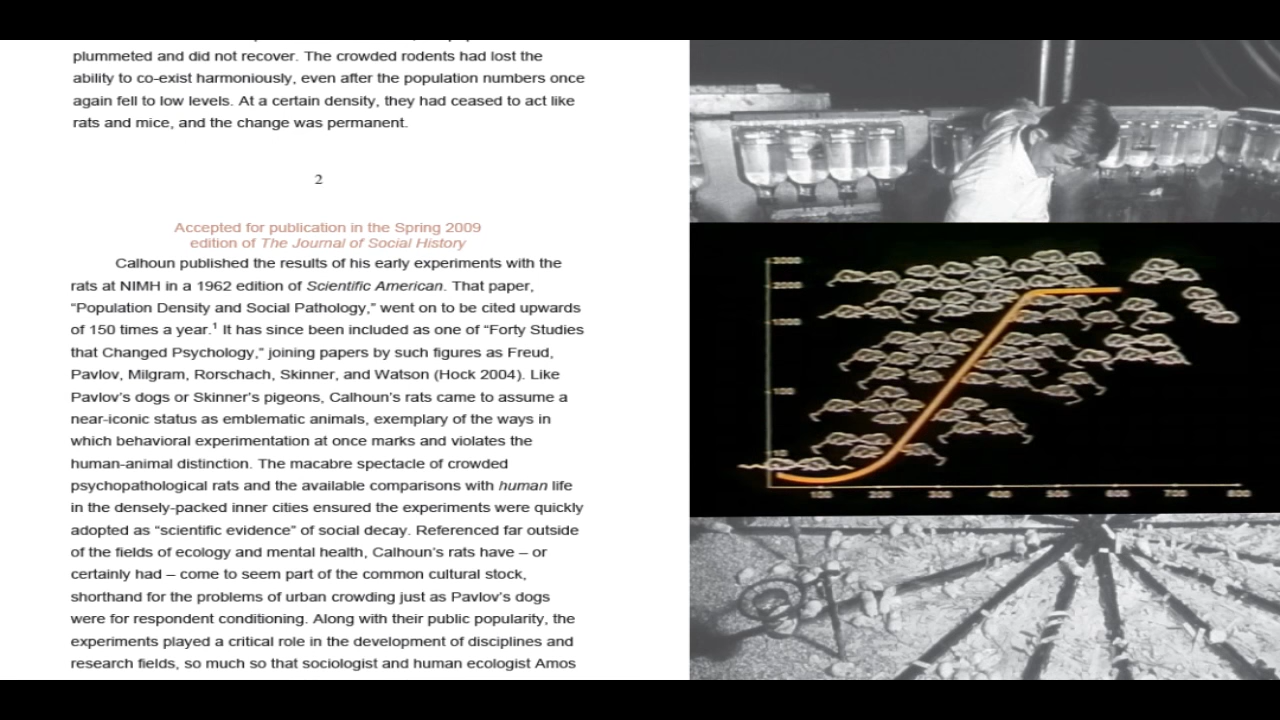 plummeted and did not recover. The crowded rodents had lost the
ability to co-exist harmoniously, even after the population numbers once
again fell to low levels. At a certain density, they had ceased to act like
rats and mice, and the change was permanent.
2
Accepted for publication in the Spring 2009
edition of The Journal of Social History
Calhoun published the results of his early experiments with the
rats at NIMH in a 1962 edition of Scientific American. That paper,
“Population Density and Social Pathology,” went on to be cited upwards
of 150 times a year.¹ It has since been included as one of “Forty Studies
that Changed Psychology,” joining papers by such figures as Freud,
Pavlov, Milgram, Rorschach, Skinner, and Watson (Hock 2004). Like
Pavlov’s dogs or Skinner’s pigeons, Calhoun’s rats came to assume a
near-iconic status as emblematic animals, exemplary of the ways in
which behavioral experimentation at once marks and violates the
human-animal distinction. The macabre spectacle of crowded
psychopathological rats and the available comparisons with human life
in the densely-packed inner cities ensured the experiments were quickly
adopted as “scientific evidence” of social decay. Referenced far outside
of the fields of ecology and mental health, Calhoun’s rats have – or
certainly had – come to seem part of the common cultural stock,
shorthand for the problems of urban crowding just as Pavlov’s dogs
were for respondent conditioning. Along with their public popularity, the
experiments played a critical role in the development of disciplines and
research fields, so much so that sociologist and human ecologist Amos
2000
100
100 200 300 400 500 600 700 800